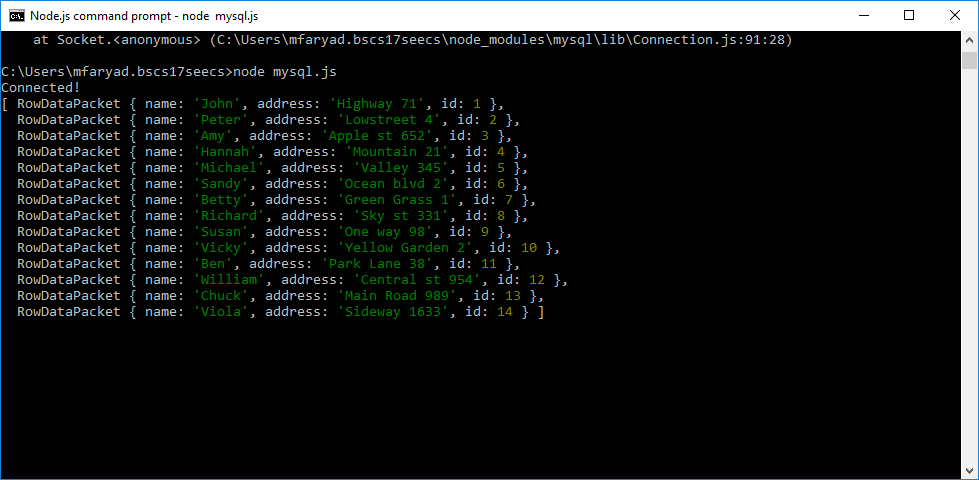 Node.js command prompt - node  mysql.js
    at Socket.<anonymous> (C:\Users\mfaryad.bscs17seecs\node_modules\mysql\lib\Connection.js:91:28)
C:\Users\mfaryad.bscs17seecs>node mysql.js
Connected!
[ RowDataPacket { name: 'John', address: 'Highway 71', id: 1 },
  RowDataPacket { name: 'Peter', address: 'Lowstreet 4', id: 2 },
  RowDataPacket { name: 'Amy', address: 'Apple st 652', id: 3 },
  RowDataPacket { name: 'Hannah', address: 'Mountain 21', id: 4 },
  RowDataPacket { name: 'Michael', address: 'Valley 345', id: 5 },
  RowDataPacket { name: 'Sandy', address: 'Ocean blvd 2', id: 6 },
  RowDataPacket { name: 'Betty', address: 'Green Grass 1', id: 7 },
  RowDataPacket { name: 'Richard', address: 'Sky st 331', id: 8 },
  RowDataPacket { name: 'Susan', address: 'One way 98', id: 9 },
  RowDataPacket { name: 'Vicky', address: 'Yellow Garden 2', id: 10 },
  RowDataPacket { name: 'Ben', address: 'Park Lane 38', id: 11 },
  RowDataPacket { name: 'William', address: 'Central st 954', id: 12 },
  RowDataPacket { name: 'Chuck', address: 'Main Road 989', id: 13 },
  RowDataPacket { name: 'Viola', address: 'Sideway 1633', id: 14 } ]